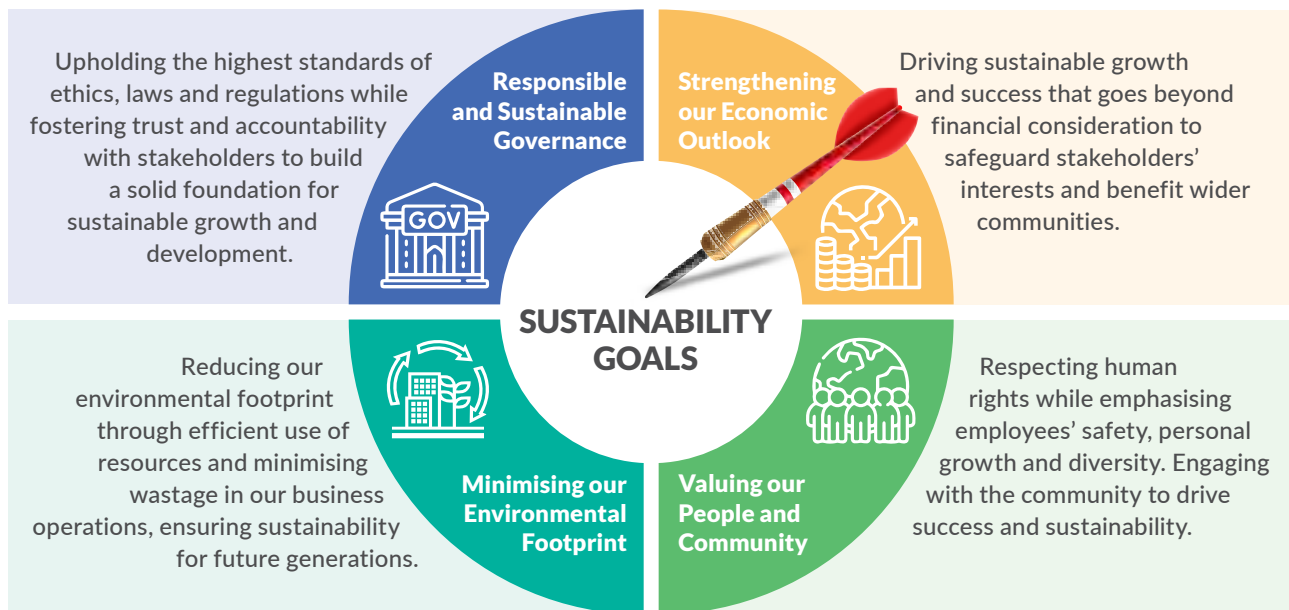 Upholding the highest standards of
ethics, laws and regulations while
fostering trust and accountability
with stakeholders to build
a solid foundation for
sustainable growth and
development.
Responsible
and Sustainable
Governance
GOV
Strengthening
our Economic
Outlook
Driving sustainable growth
and success that goes beyond
financial consideration to
safeguard stakeholders’
interests and benefit wider
communities.
SUSTAINABILITY
GOALS
Reducing our
environmental footprint
through efficient use of
resources and minimising
wastage in our business
operations, ensuring sustainability
for future generations.
Minimising our
Environmental
Footprint
Valuing our
People and
Community
Respecting human
rights while emphasising
employees’ safety, personal
growth and diversity. Engaging
with the community to drive
success and sustainability.